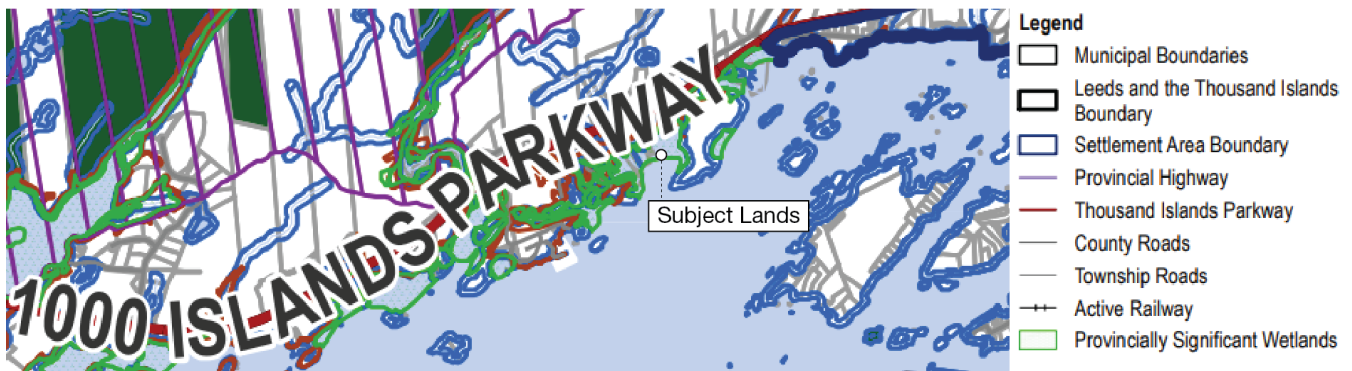 1000 ISLANDS PARKWAY
Subject Lands
Legend
Municipal Boundaries
Leeds and the Thousand Islands
Boundary
Settlement Area Boundary
Provincial Highway
Thousand Islands Parkway
County Roads
Township Roads
Active Railway
Provincially Significant Wetlands